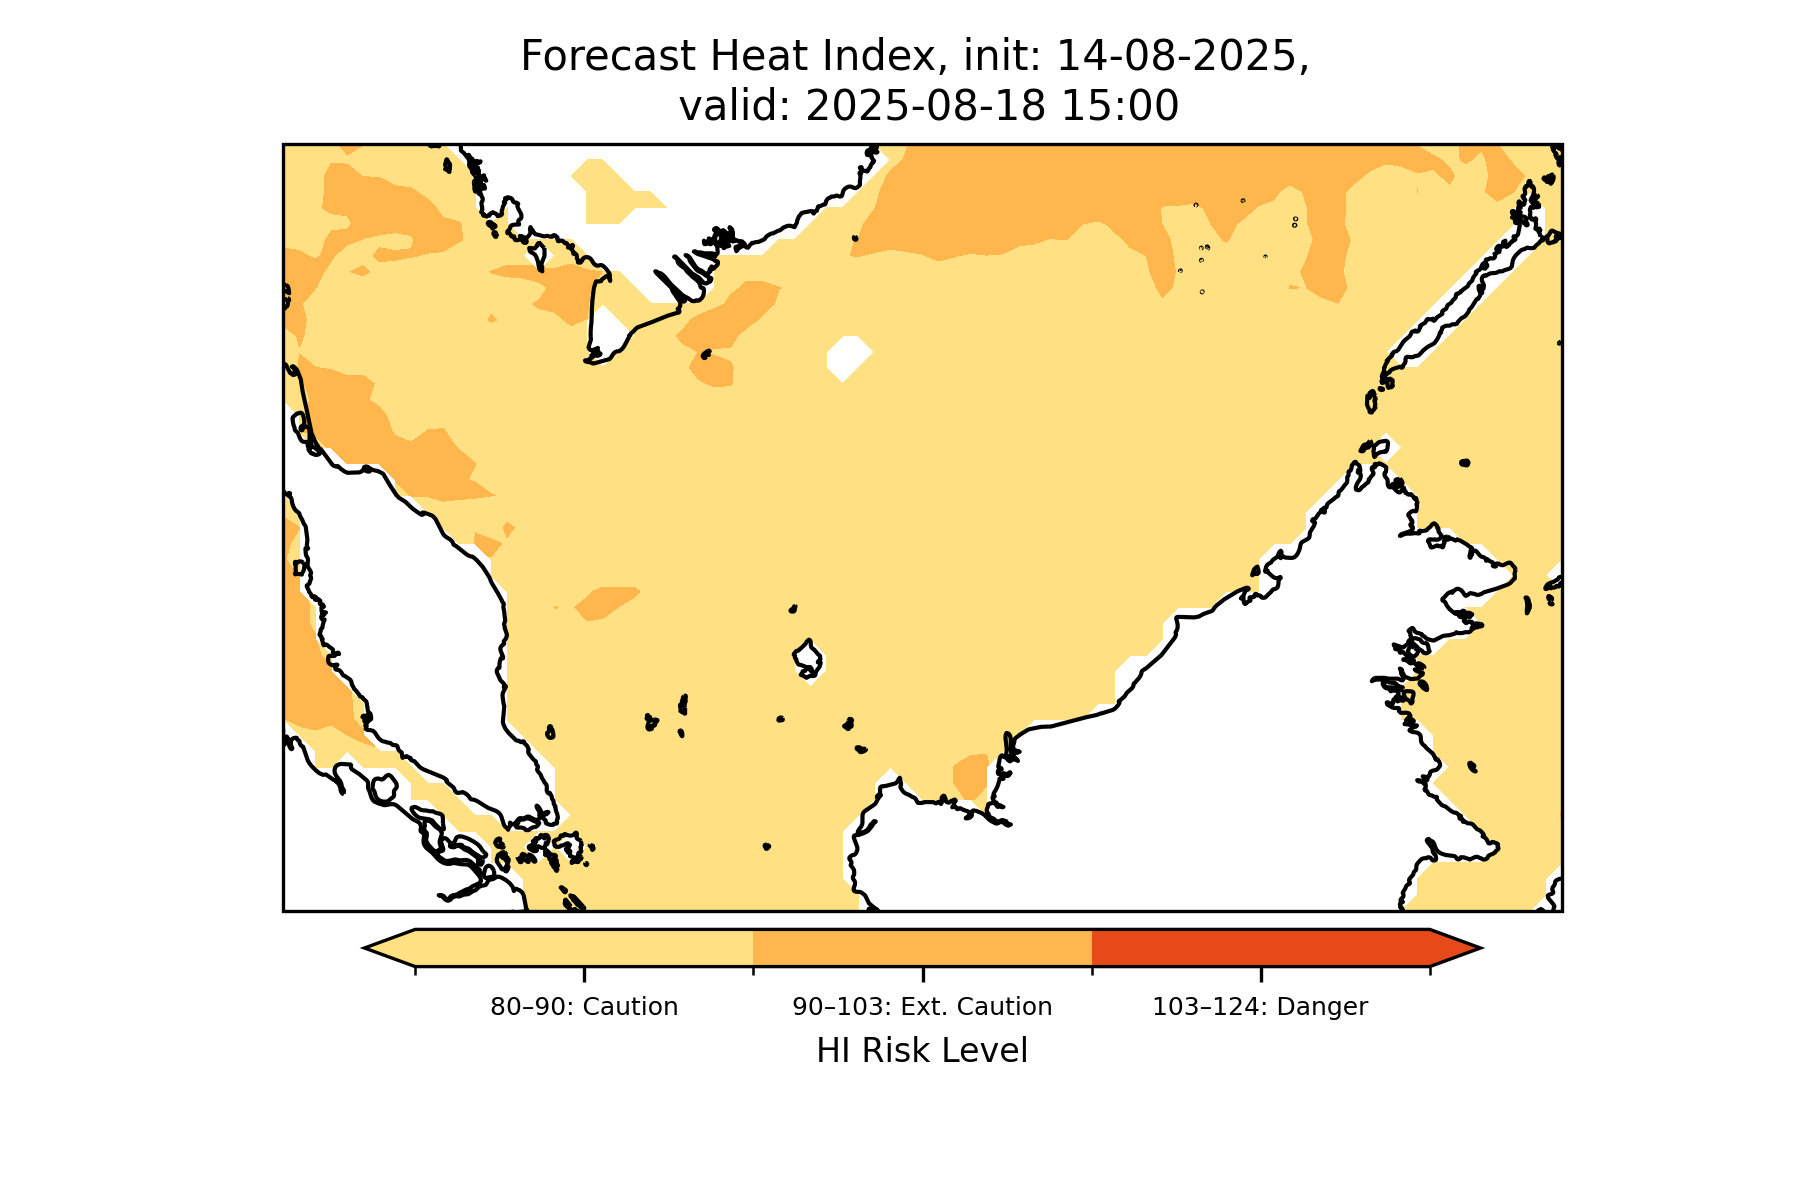 Forecast Heat Index, init: 14-08-2025,
valid: 2025-08-18 15:00
80–90: Caution
90–103: Ext. Caution
103–124: Danger
HI Risk Level